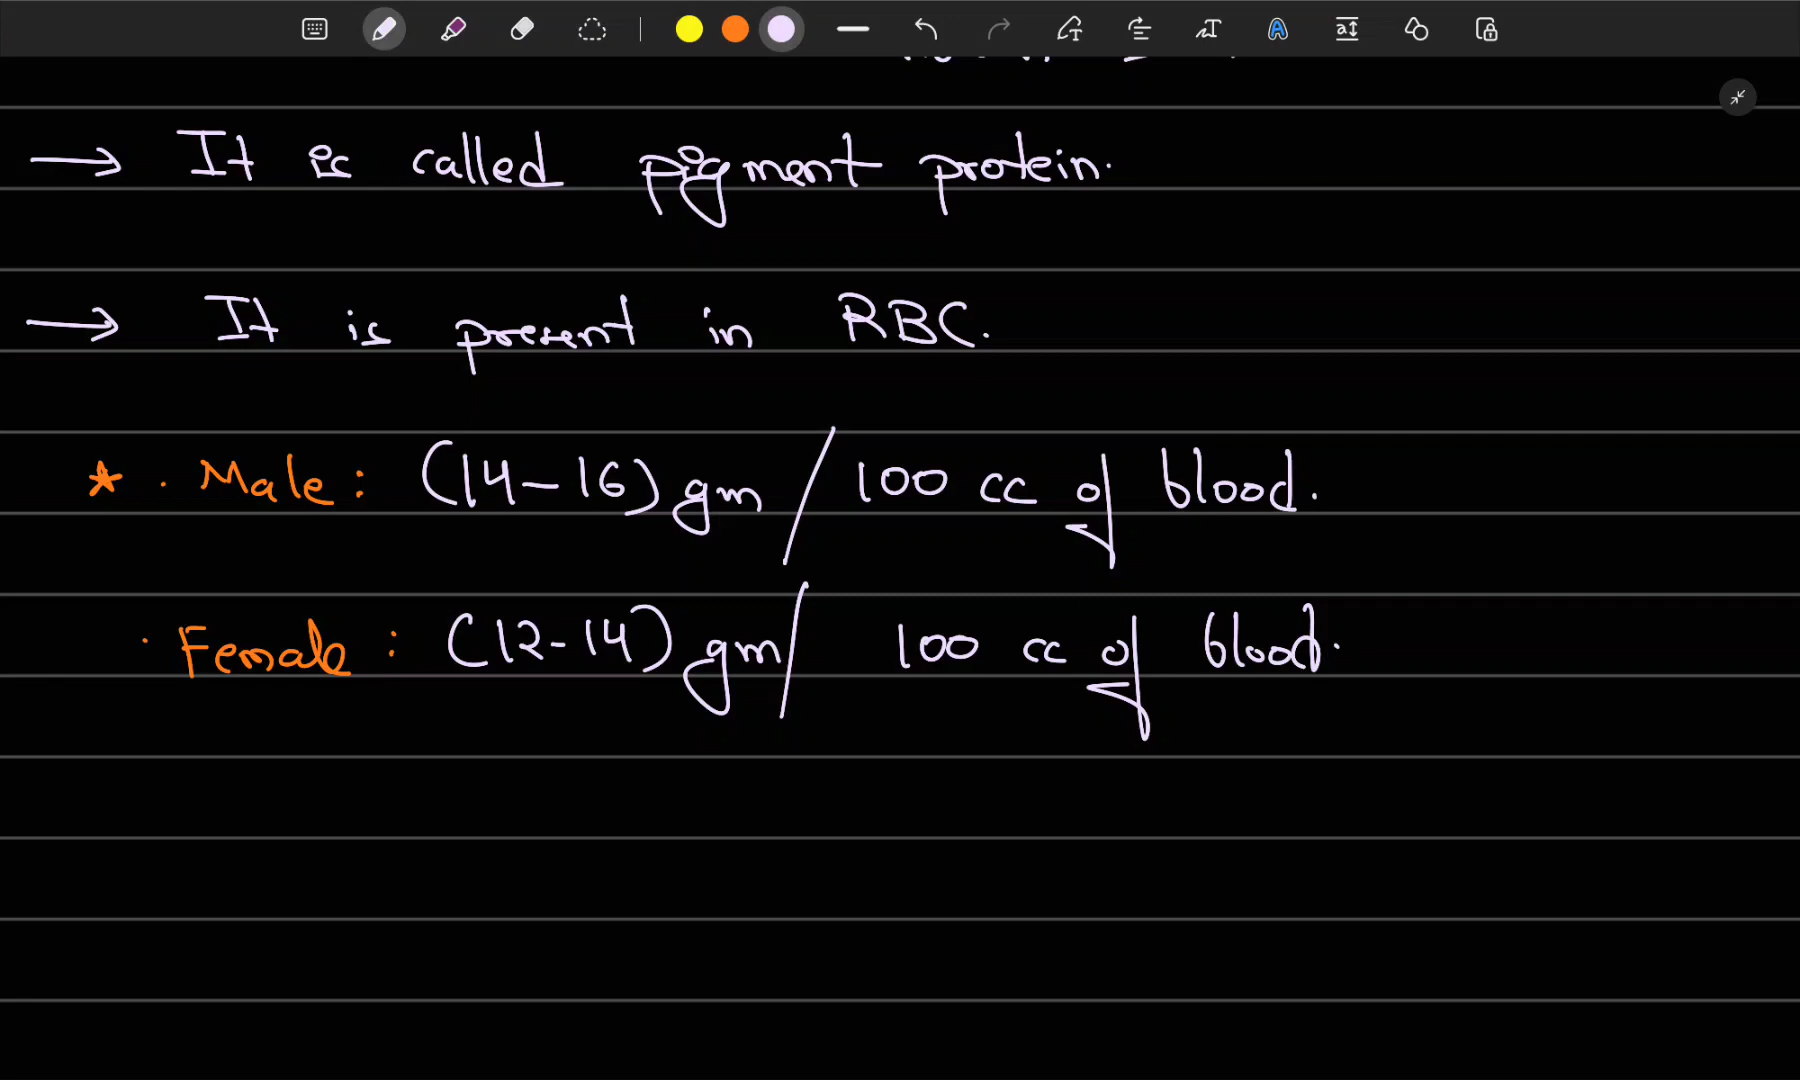 → It is called pigment protein.
→ It is present in RBC.
* · Male : (14-16) gm / 100 cc of blood.
· Female : (12-14) gm / 100 cc of blood.